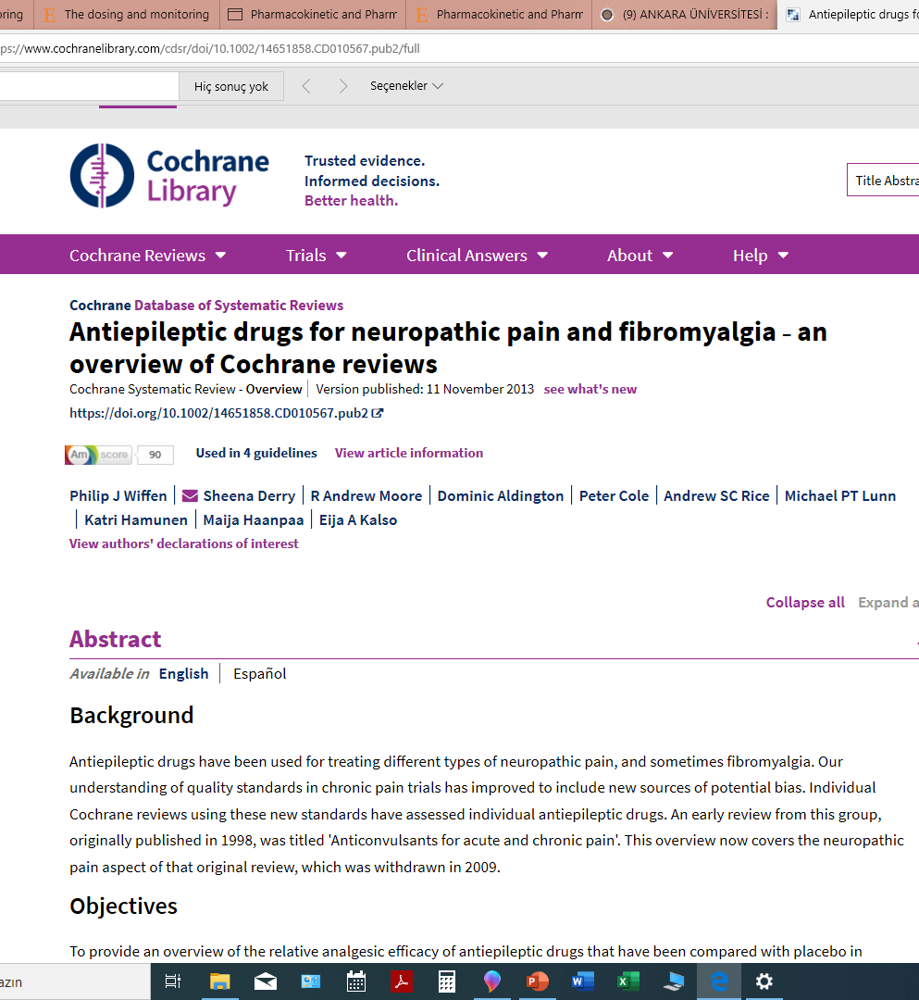 oring
The dosing and monitoring
Pharmacokinetic and Pharm
Pharmacokinetic and Pharm
(9) ANKARA ÜNİVERSİTESİ :
Antiepileptic drugs fo
ps://www.cochranelibrary.com/cdsr/doi/10.1002/14651858.CD010567.pub2/full
Hiç sonuç yok
Seçenekler
Cochrane
Library
Trusted evidence.
Informed decisions.
Better health.
Title Abstra
Cochrane Reviews Trials Clinical Answers About Help
Cochrane Database of Systematic Reviews
Antiepileptic drugs for neuropathic pain and fibromyalgia - an
overview of Cochrane reviews
Cochrane Systematic Review - Overview | Version published: 11 November 2013 see what's new
https://doi.org/10.1002/14651858.CD010567.pub2
Am score 90 Used in 4 guidelines View article information
Philip J Wiffen | Sheena Derry | R Andrew Moore | Dominic Aldington | Peter Cole | Andrew SC Rice | Michael PT Lunn
| Katri Hamunen | Maija Haanpaa | Eija A Kalso
View authors' declarations of interest
Collapse all Expand a
Abstract
Available in English | Español
Background
Antiepileptic drugs have been used for treating different types of neuropathic pain, and sometimes fibromyalgia. Our
understanding of quality standards in chronic pain trials has improved to include new sources of potential bias. Individual
Cochrane reviews using these new standards have assessed individual antiepileptic drugs. An early review from this group,
originally published in 1998, was titled 'Anticonvulsants for acute and chronic pain'. This overview now covers the neuropathic
pain aspect of that original review, which was withdrawn in 2009.
Objectives
To provide an overview of the relative analgesic efficacy of antiepileptic drugs that have been compared with placebo in
azın